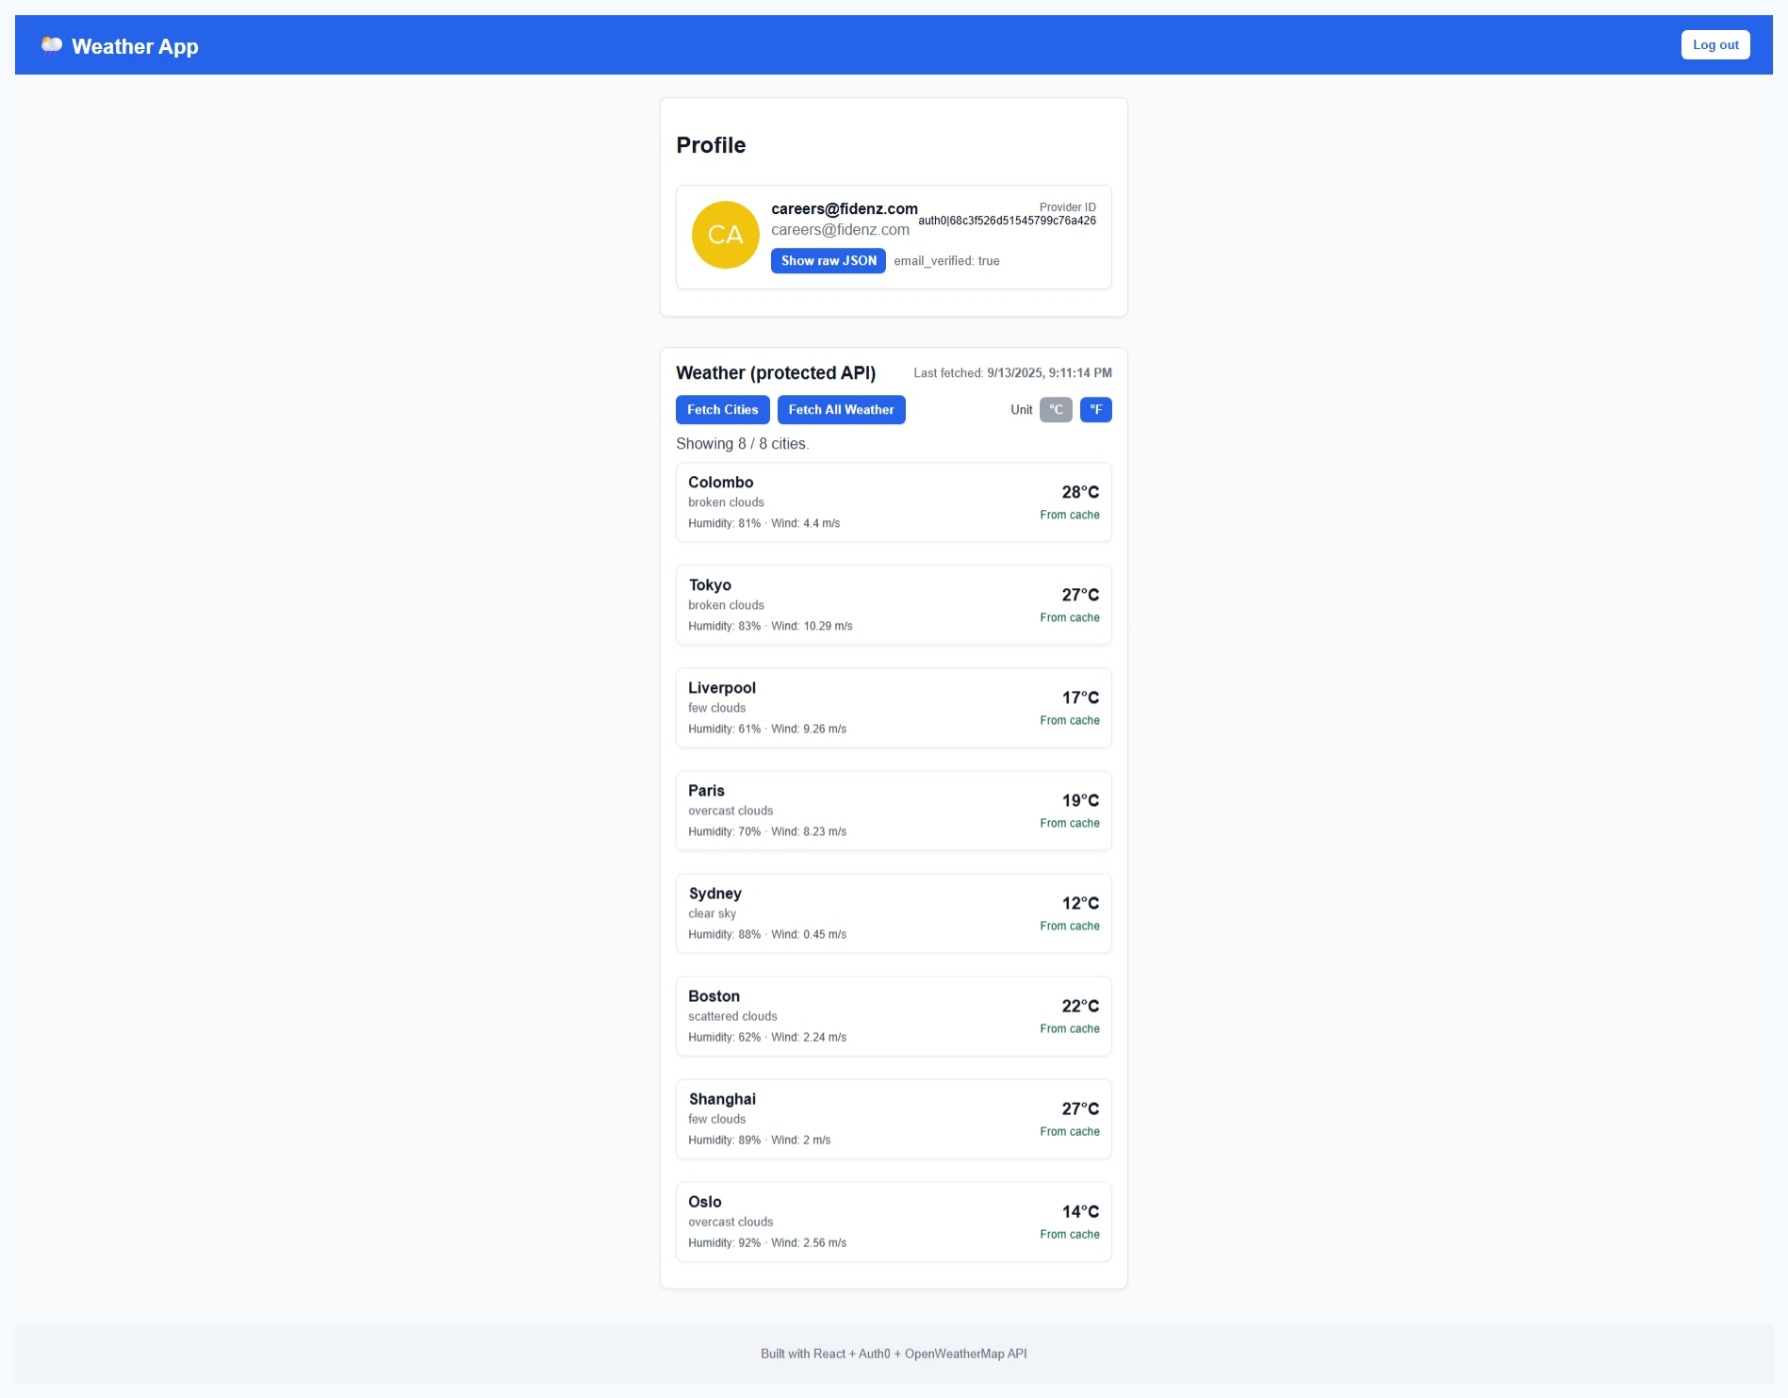 Weather App
Log out
Profile
CA
careers@fidenz.com
careers@fidenz.com
Provider ID
auth0|68c3f526d51545799c76a426
Show raw JSON email_verified: true
Weather (protected API) Last fetched: 9/13/2025, 9:11:14 PM
Fetch Cities Fetch All Weather Unit °C °F
Showing 8 / 8 cities.
Colombo
broken clouds
Humidity: 81% · Wind: 4.4 m/s
28°C
From cache
Tokyo
broken clouds
Humidity: 83% · Wind: 10.29 m/s
27°C
From cache
Liverpool
few clouds
Humidity: 61% · Wind: 9.26 m/s
17°C
From cache
Paris
overcast clouds
Humidity: 70% · Wind: 8.23 m/s
19°C
From cache
Sydney
clear sky
Humidity: 88% · Wind: 0.45 m/s
12°C
From cache
Boston
scattered clouds
Humidity: 62% · Wind: 2.24 m/s
22°C
From cache
Shanghai
few clouds
Humidity: 89% · Wind: 2 m/s
27°C
From cache
Oslo
overcast clouds
Humidity: 92% · Wind: 2.56 m/s
14°C
From cache
Built with React + Auth0 + OpenWeatherMap API